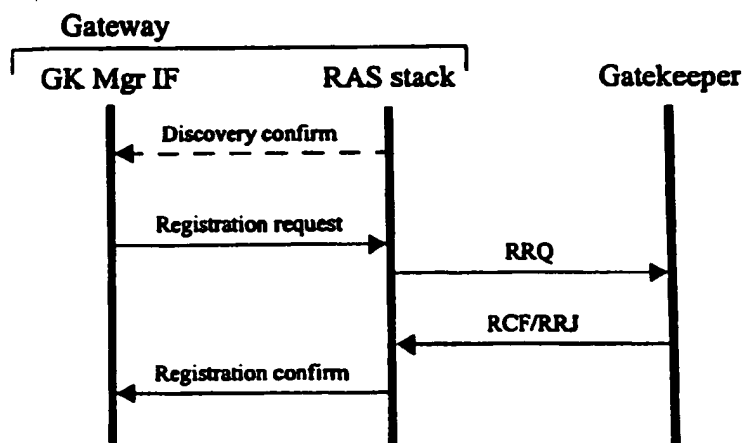 Gateway
GK Mgr IF
RAS stack
Gatekeeper
Discovery confirm
Registration request
RRQ
RCF/RRJ
Registration confirm